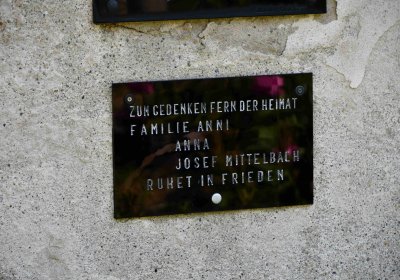 ZUM GEDENKEN FERN DER HEIMAT
FAMILIE ANNI
ANNA
JOSEF MITTELBACH
RUHET IN FRIEDEN